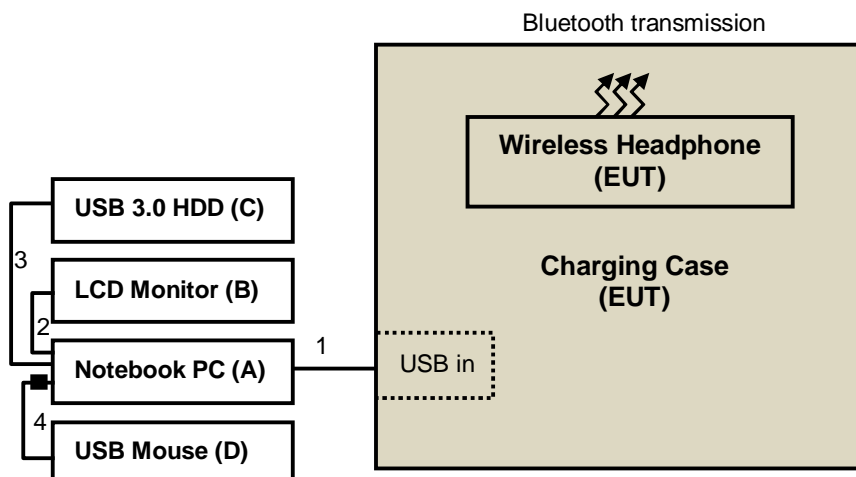 Bluetooth transmission
Wireless Headphone
(EUT)
USB 3.0 HDD (C)
3
Charging Case
(EUT)
LCD Monitor (B)
2
1
Notebook PC (A)
USB in
4
USB Mouse (D)